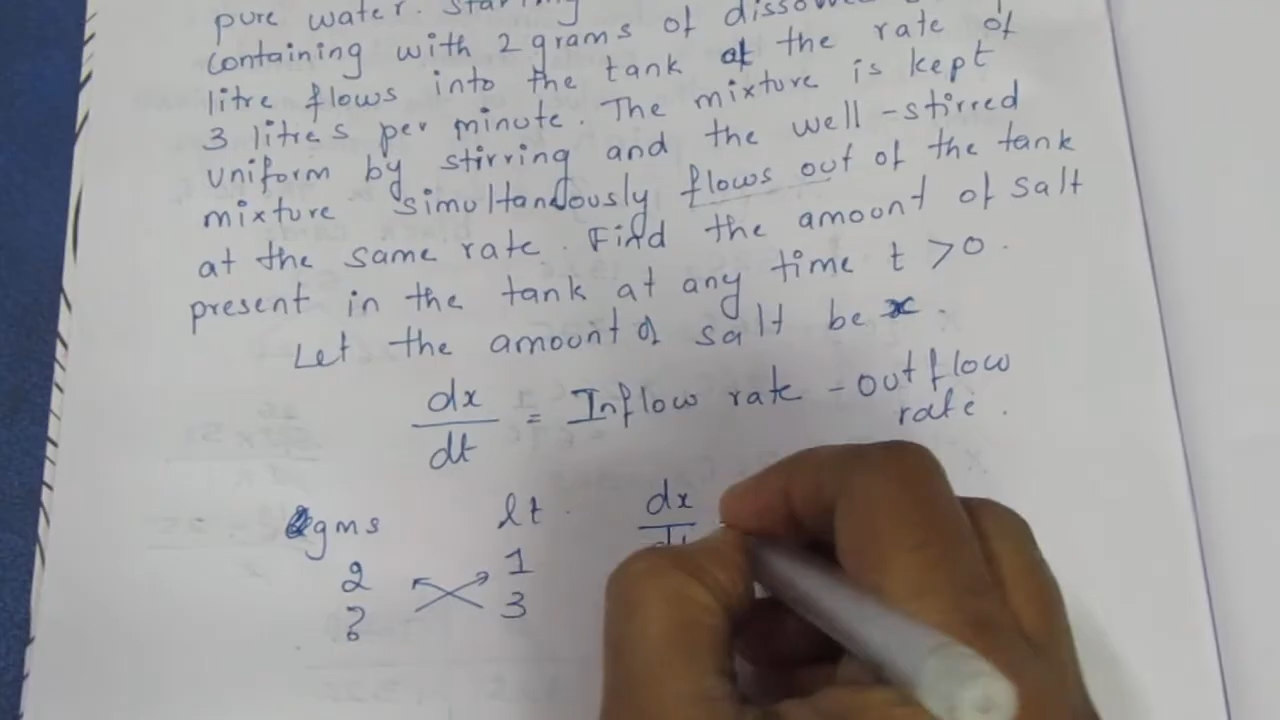 pure water. Starting
containing with 2 grams of dissolved
litre flows into the tank at the rate of
3 litres per minute. The mixture is kept
uniform by stirring and the well-stirred
mixture simultaneously flows out of the tank
at the same rate. Find the amount of salt
present in the tank at any time t >0.
Let the amount of salt be x.
dx/dt = Inflow rate - outflow
rate.
gms lt. dx
2 1 dt
? 3